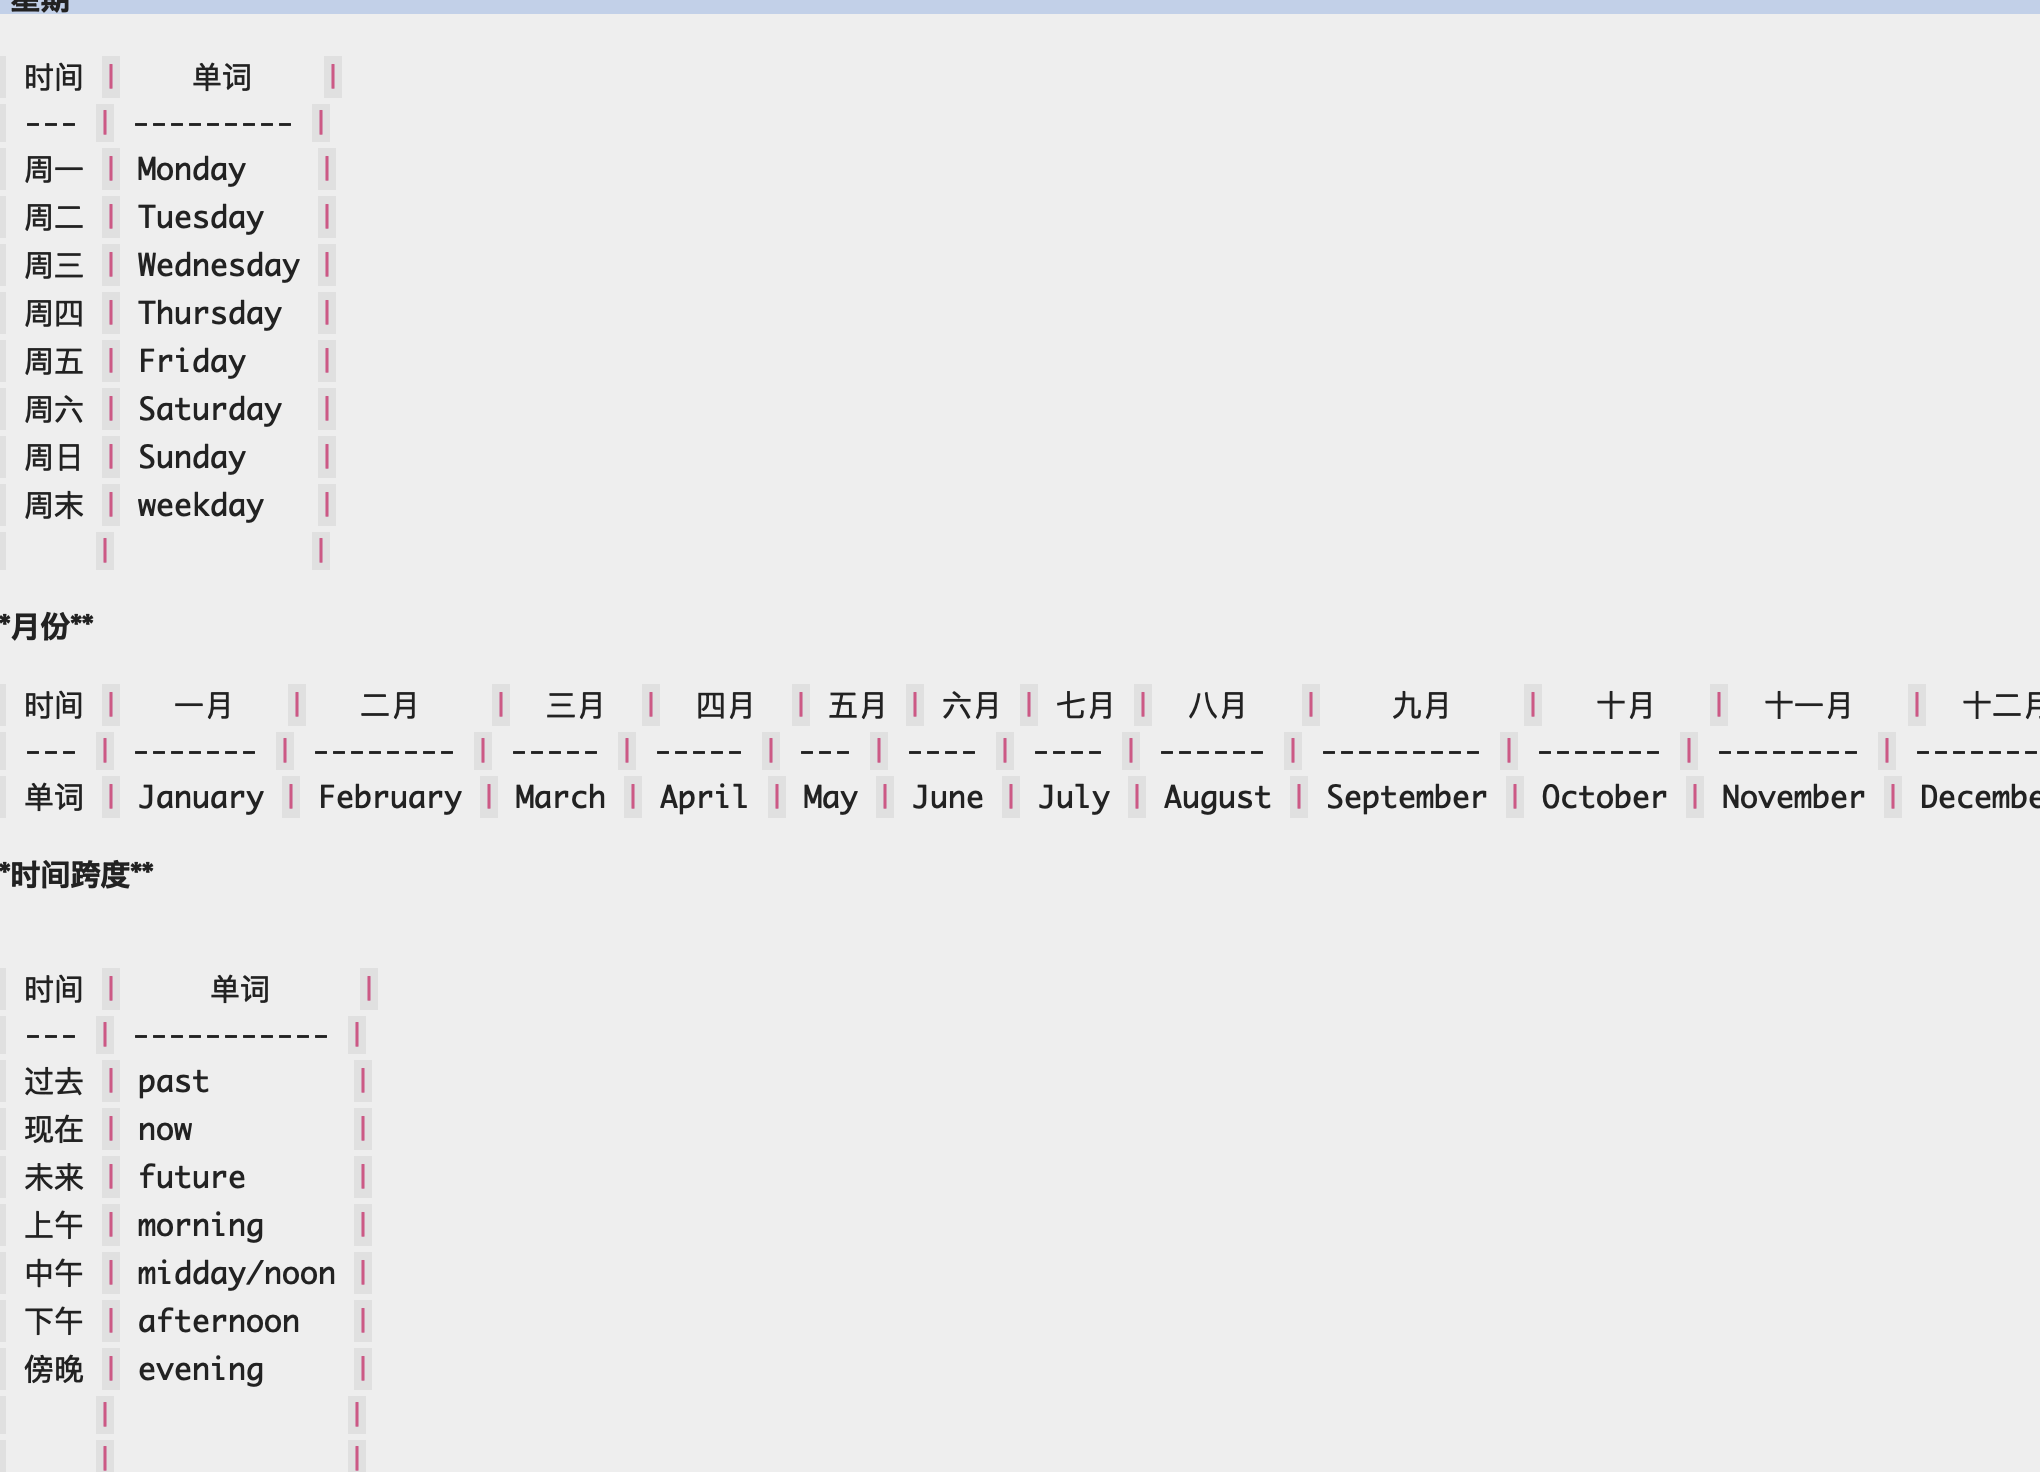 星期
时间 | 单词 |
--- | --------- |
周一 | Monday |
周二 | Tuesday |
周三 | Wednesday |
周四 | Thursday |
周五 | Friday |
周六 | Saturday |
周日 | Sunday |
周末 | weekday |
| |
*月份**
时间 | 一月 | 二月 | 三月 | 四月 | 五月 | 六月 | 七月 | 八月 | 九月 | 十月 | 十一月 | 十二月
--- | ------- | -------- | ----- | ----- | --- | ---- | ---- | ------ | --------- | ------- | -------- | -------
单词 | January | February | March | April | May | June | July | August | September | October | November | Decembe
*时间跨度**
时间 | 单词 |
--- | ----------- |
过去 | past |
现在 | now |
未来 | future |
上午 | morning |
中午 | midday/noon |
下午 | afternoon |
傍晚 | evening |
| |
| |